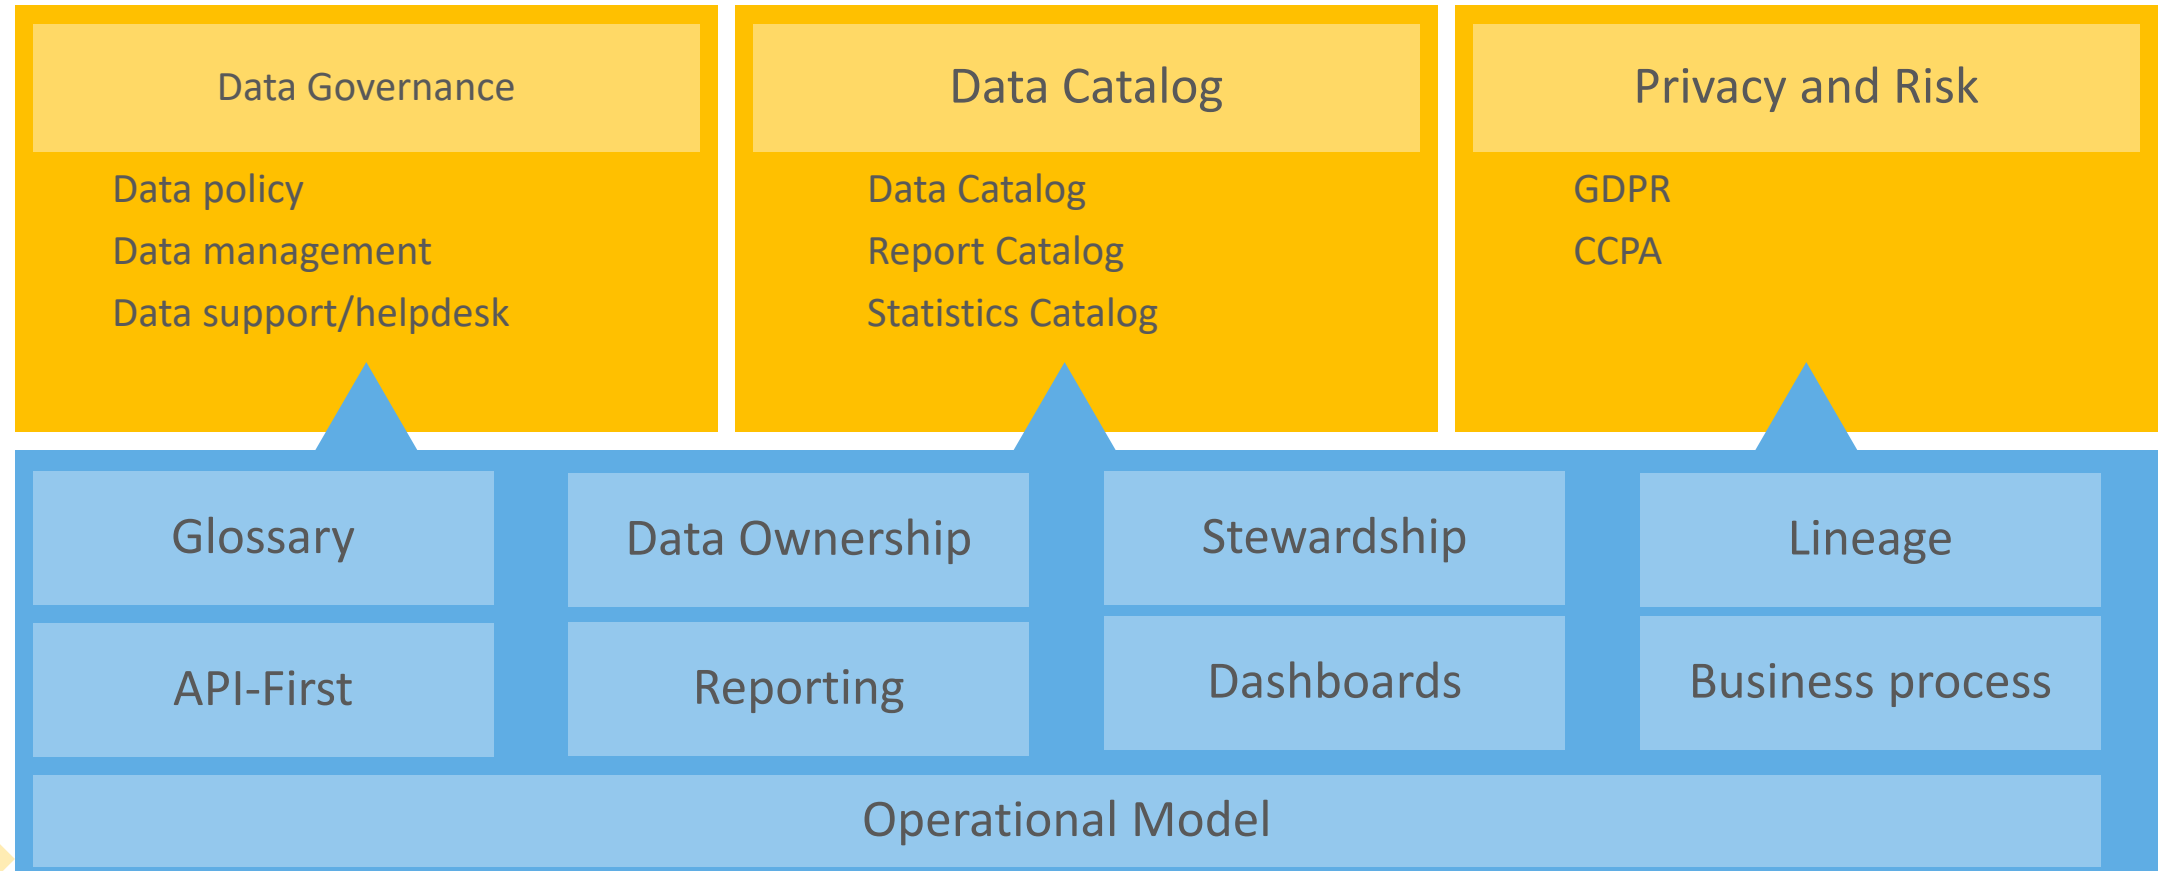 Data Governance
Data policy
Data management
Data support/helpdesk
Data Catalog
Data Catalog
Report Catalog
Statistics Catalog
Privacy and Risk
GDPR
CCPA
Glossary
Data Ownership
Stewardship
Lineage
API-First
Reporting
Dashboards
Business process
Operational Model